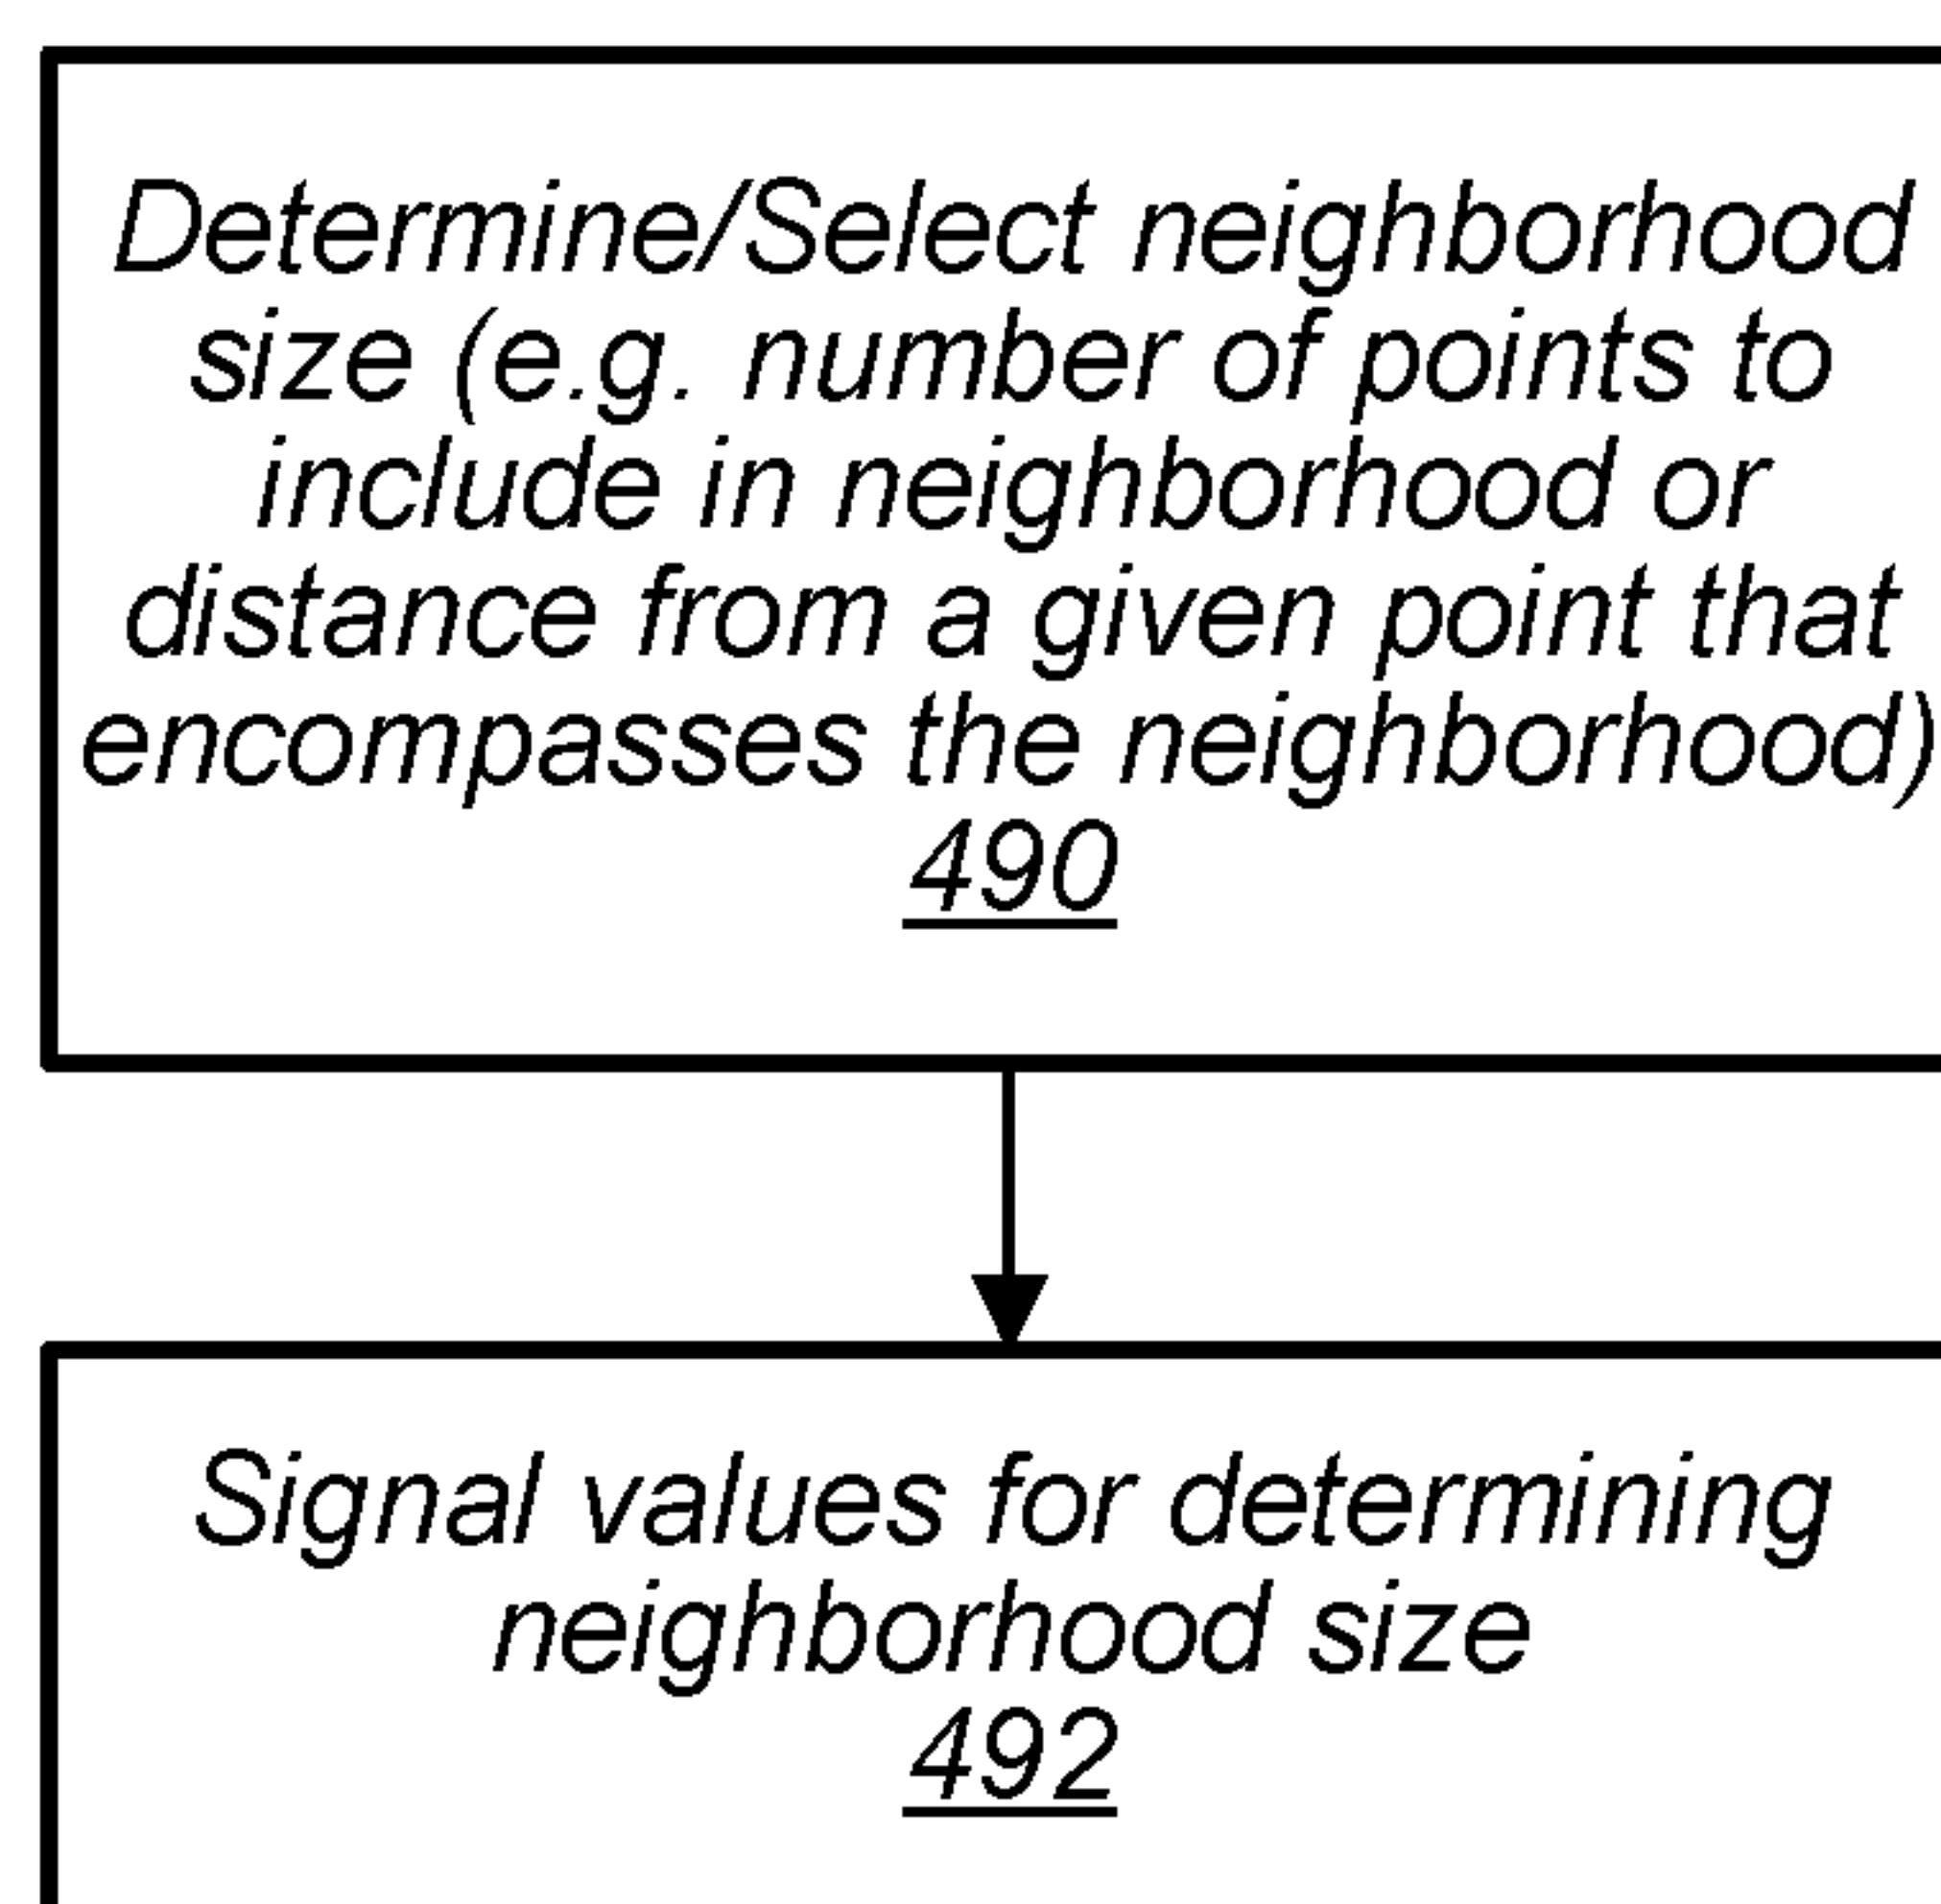 Determine/Select neighborhood
size (e.g. number of points to
include in neighborhood or
distance from a given point that
encompasses the neighborhood)
490
Signal values for determining
neighborhood size
492